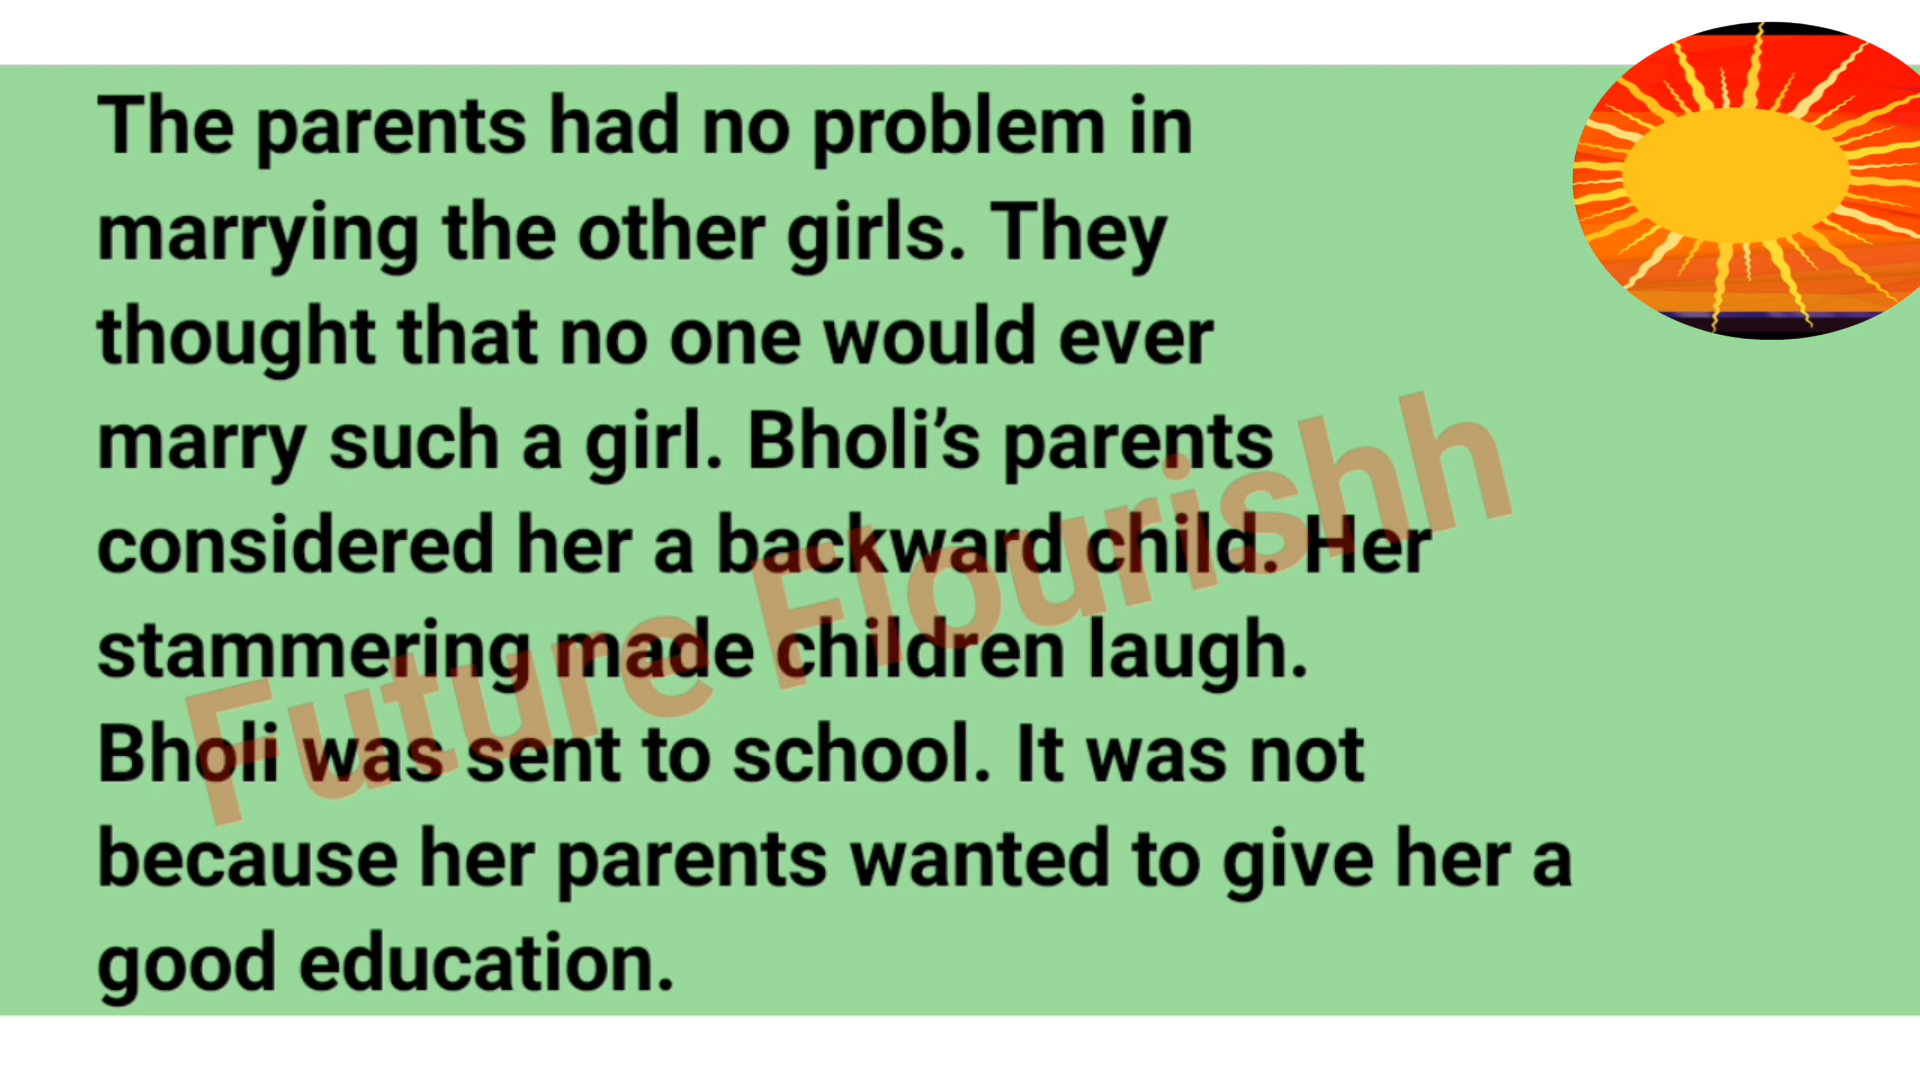 The parents had no problem in
marrying the other girls. They
thought that no one would ever
marry such a girl. Bholi’s parents
considered her a backward child. Her
stammering made children laugh.
Bholi was sent to school. It was not
because her parents wanted to give her a
good education.
Future Flourishh